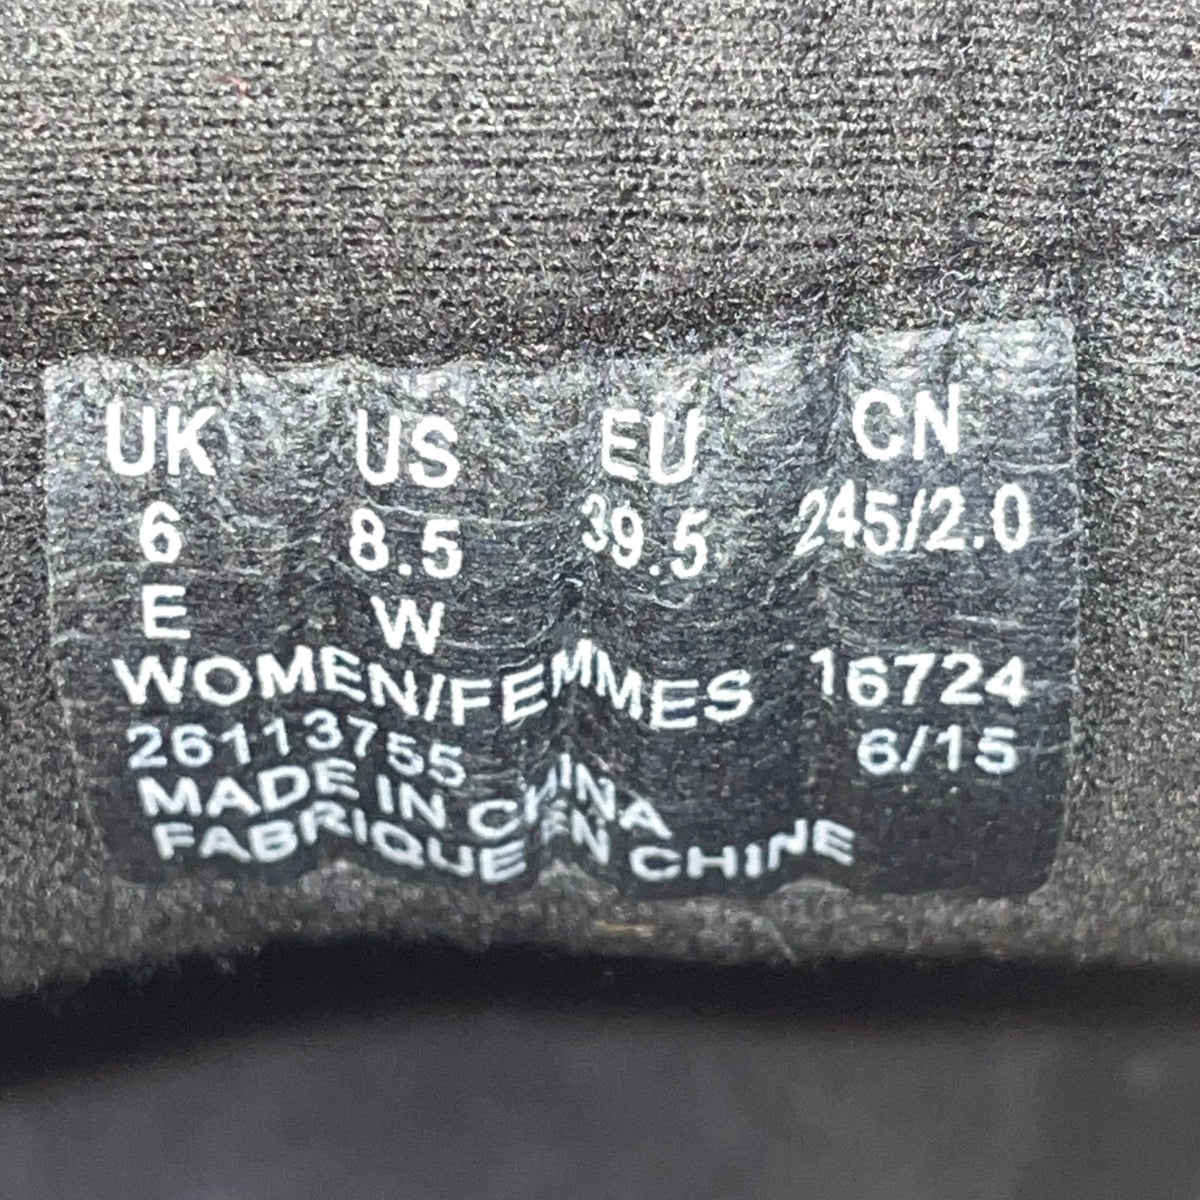 UK US EU CN
6 8.5 39.5 245/2.0
E W
WOMEN/FEMMES 16724
26113755 6/15
MADE IN CHINA
FABRIQUE EN CHINE